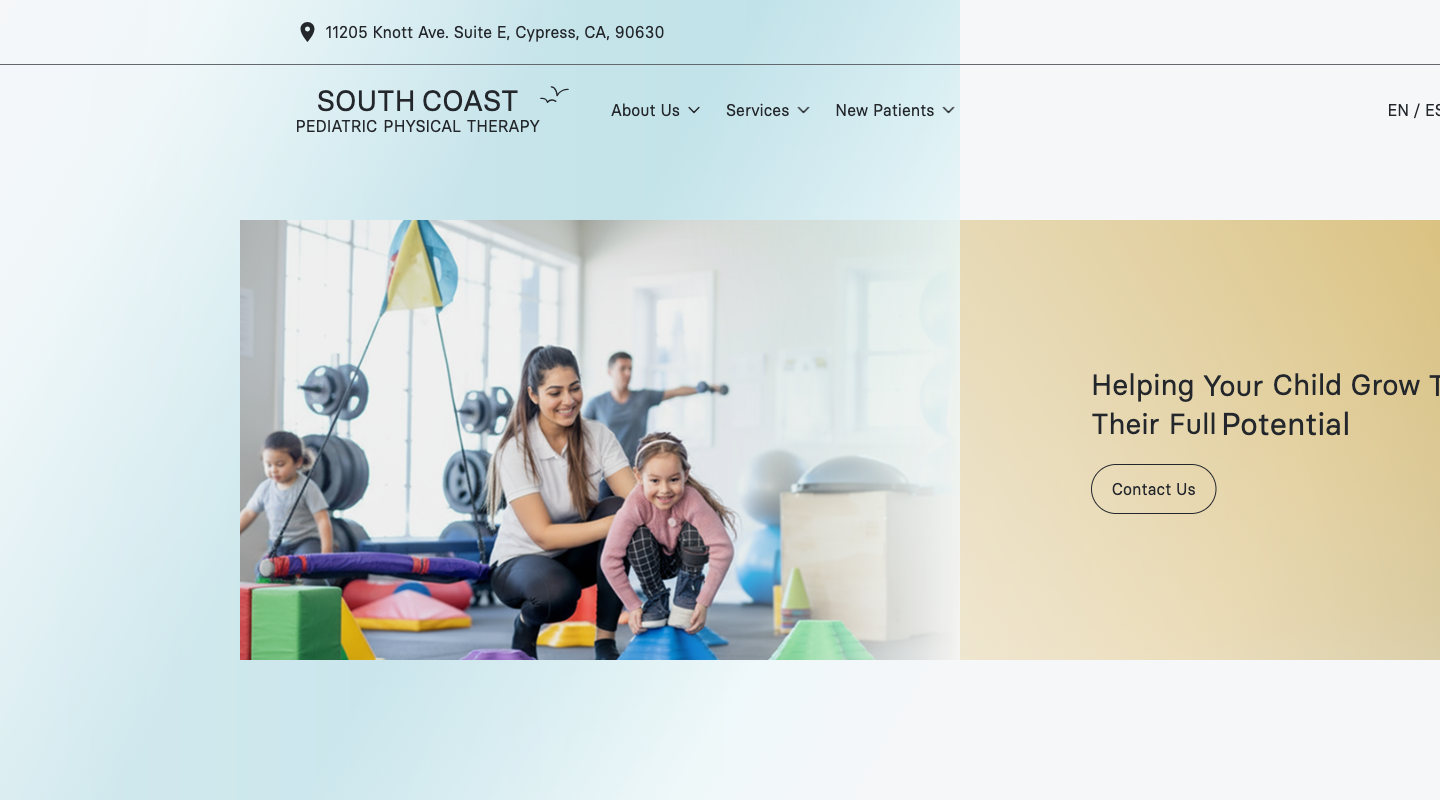 11205 Knott Ave. Suite E, Cypress, CA, 90630
SOUTH COAST
PEDIATRIC PHYSICAL THERAPY
About Us
Services
New Patients
EN / ES
Helping Your Child Grow T
Their Full Potential
Contact Us